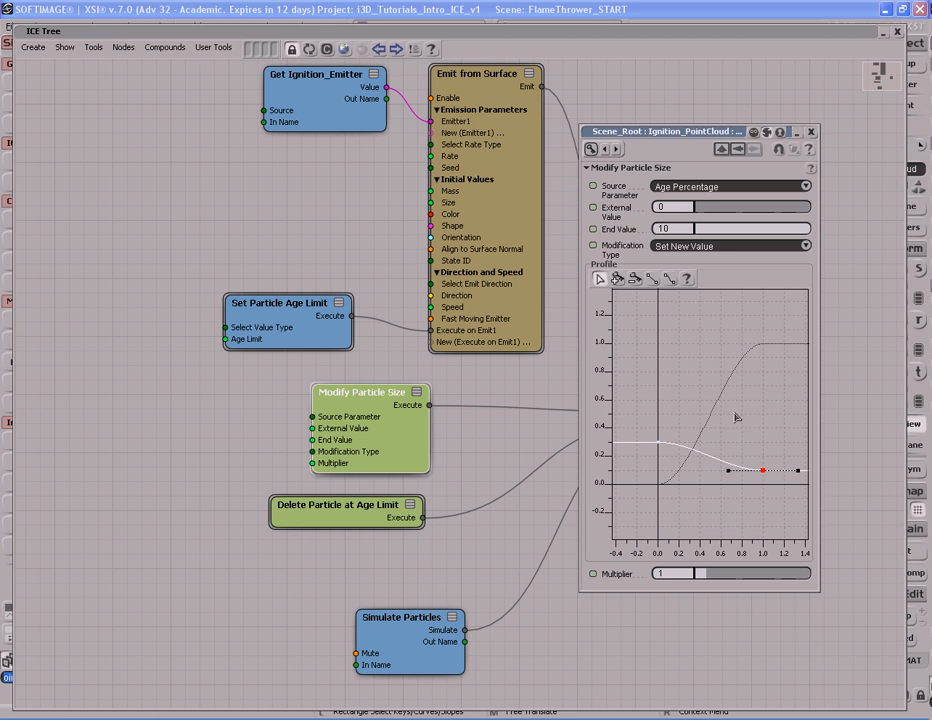 SOFTIMAGE® | XSI® v.7.0 (Adv 32 - Academic. Expires in 12 days) Project: i3D_Tutorials_Intro_ICE_v1 Scene: FlameThrower_START
ICE Tree
Create Show Tools Nodes Compounds User Tools
Get Ignition_Emitter
Value
Out Name
Source
In Name
Emit from Surface
Emit
Enable
Emission Parameters
Emitter1
New (Emitter1) ...
Select Rate Type
Rate
Seed
Initial Values
Mass
Size
Color
Shape
Orientation
Align to Surface Normal
State ID
Direction and Speed
Select Emit Direction
Direction
Speed
Fast Moving Emitter
Execute on Emit1
New (Execute on Emit1) ...
Set Particle Age Limit
Execute
Select Value Type
Age Limit
Modify Particle Size
Execute
Source Parameter
External Value
End Value
Modification Type
Multiplier
Delete Particle at Age Limit
Execute
Simulate Particles
Simulate
Out Name
Mute
In Name
Scene_Root : Ignition_PointCloud : ...
Modify Particle Size
Source Parameter Age Percentage
External Value 0
End Value 10
Modification Type Set New Value
Profile
1.2
1.0
0.8
0.6
0.4
0.2
0.0
-0.2
-0.4 -0.2 0.0 0.2 0.4 0.6 0.8 1.0 1.2 1.4
Multiplier 1
Rectangle Select Keys/Curves/Slopes M Free Translate R Context Menu